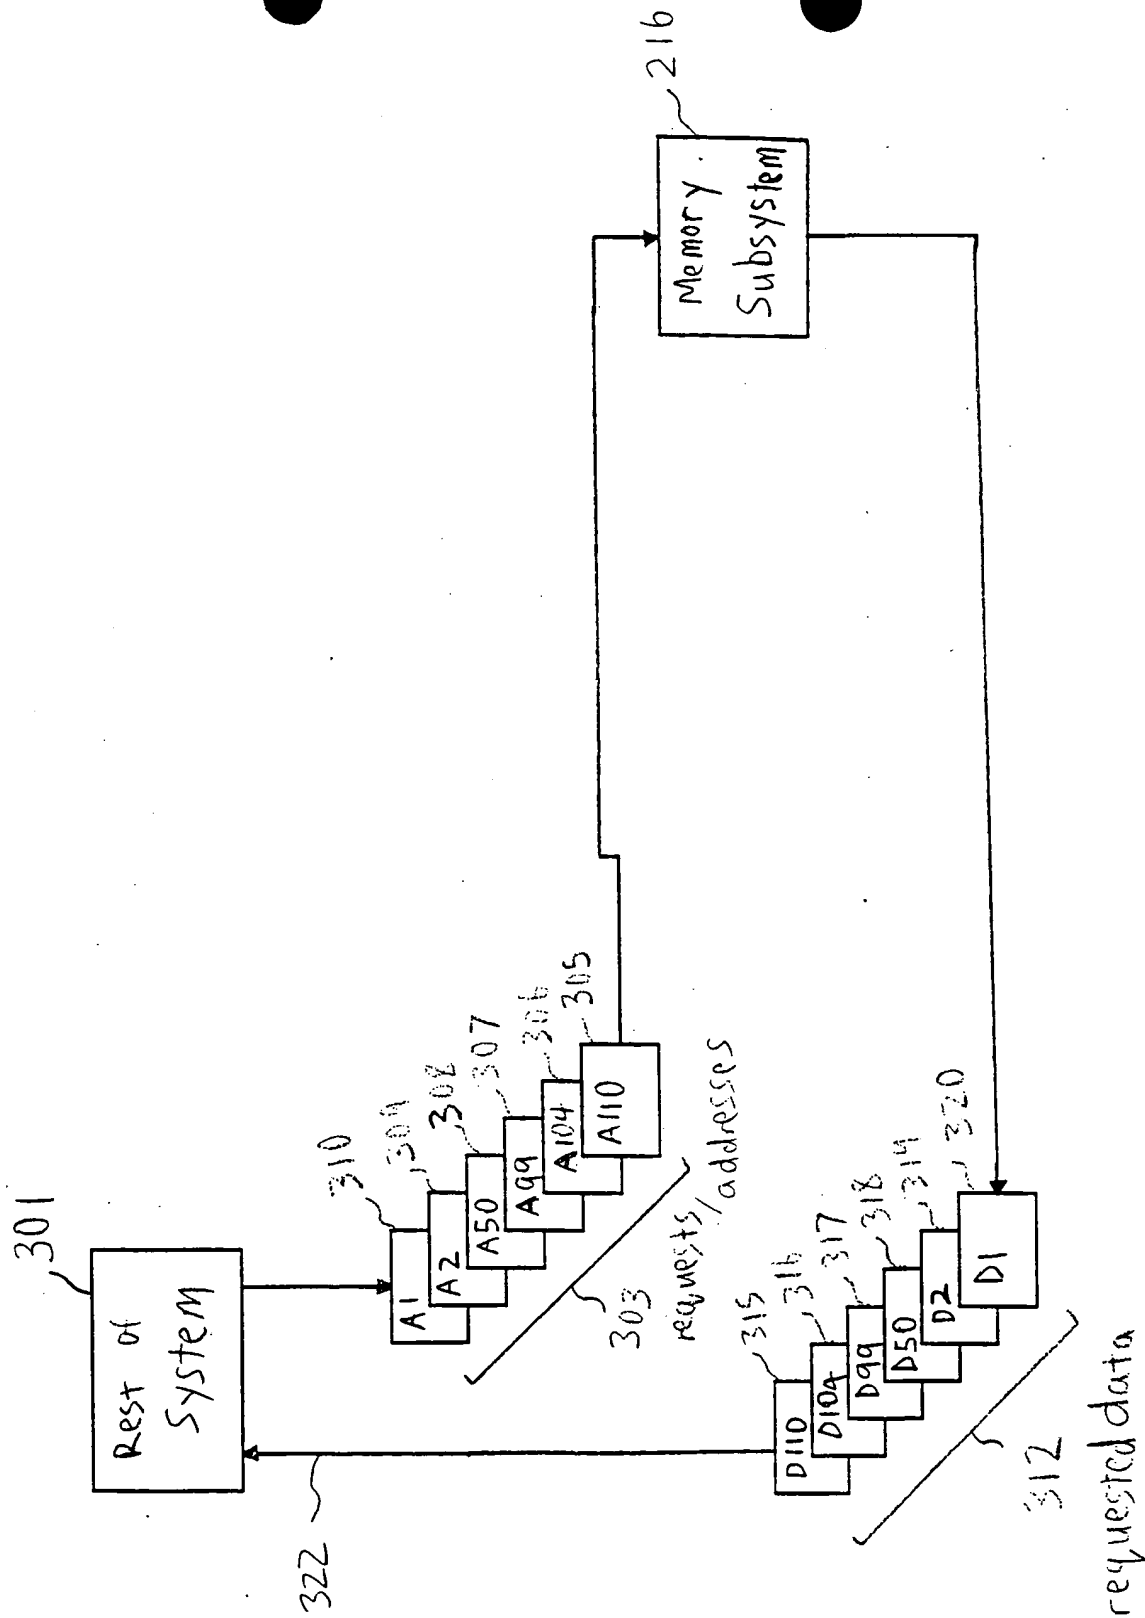 301
Rest of
System
322
A1
310
A2
309
A50
308
A99
307
A104
306
A110
305
303
requests/addresses
Memory
Subsystem
216
D110
315
D104
316
D99
317
D50
318
D2
319
D1
320
312
requested data